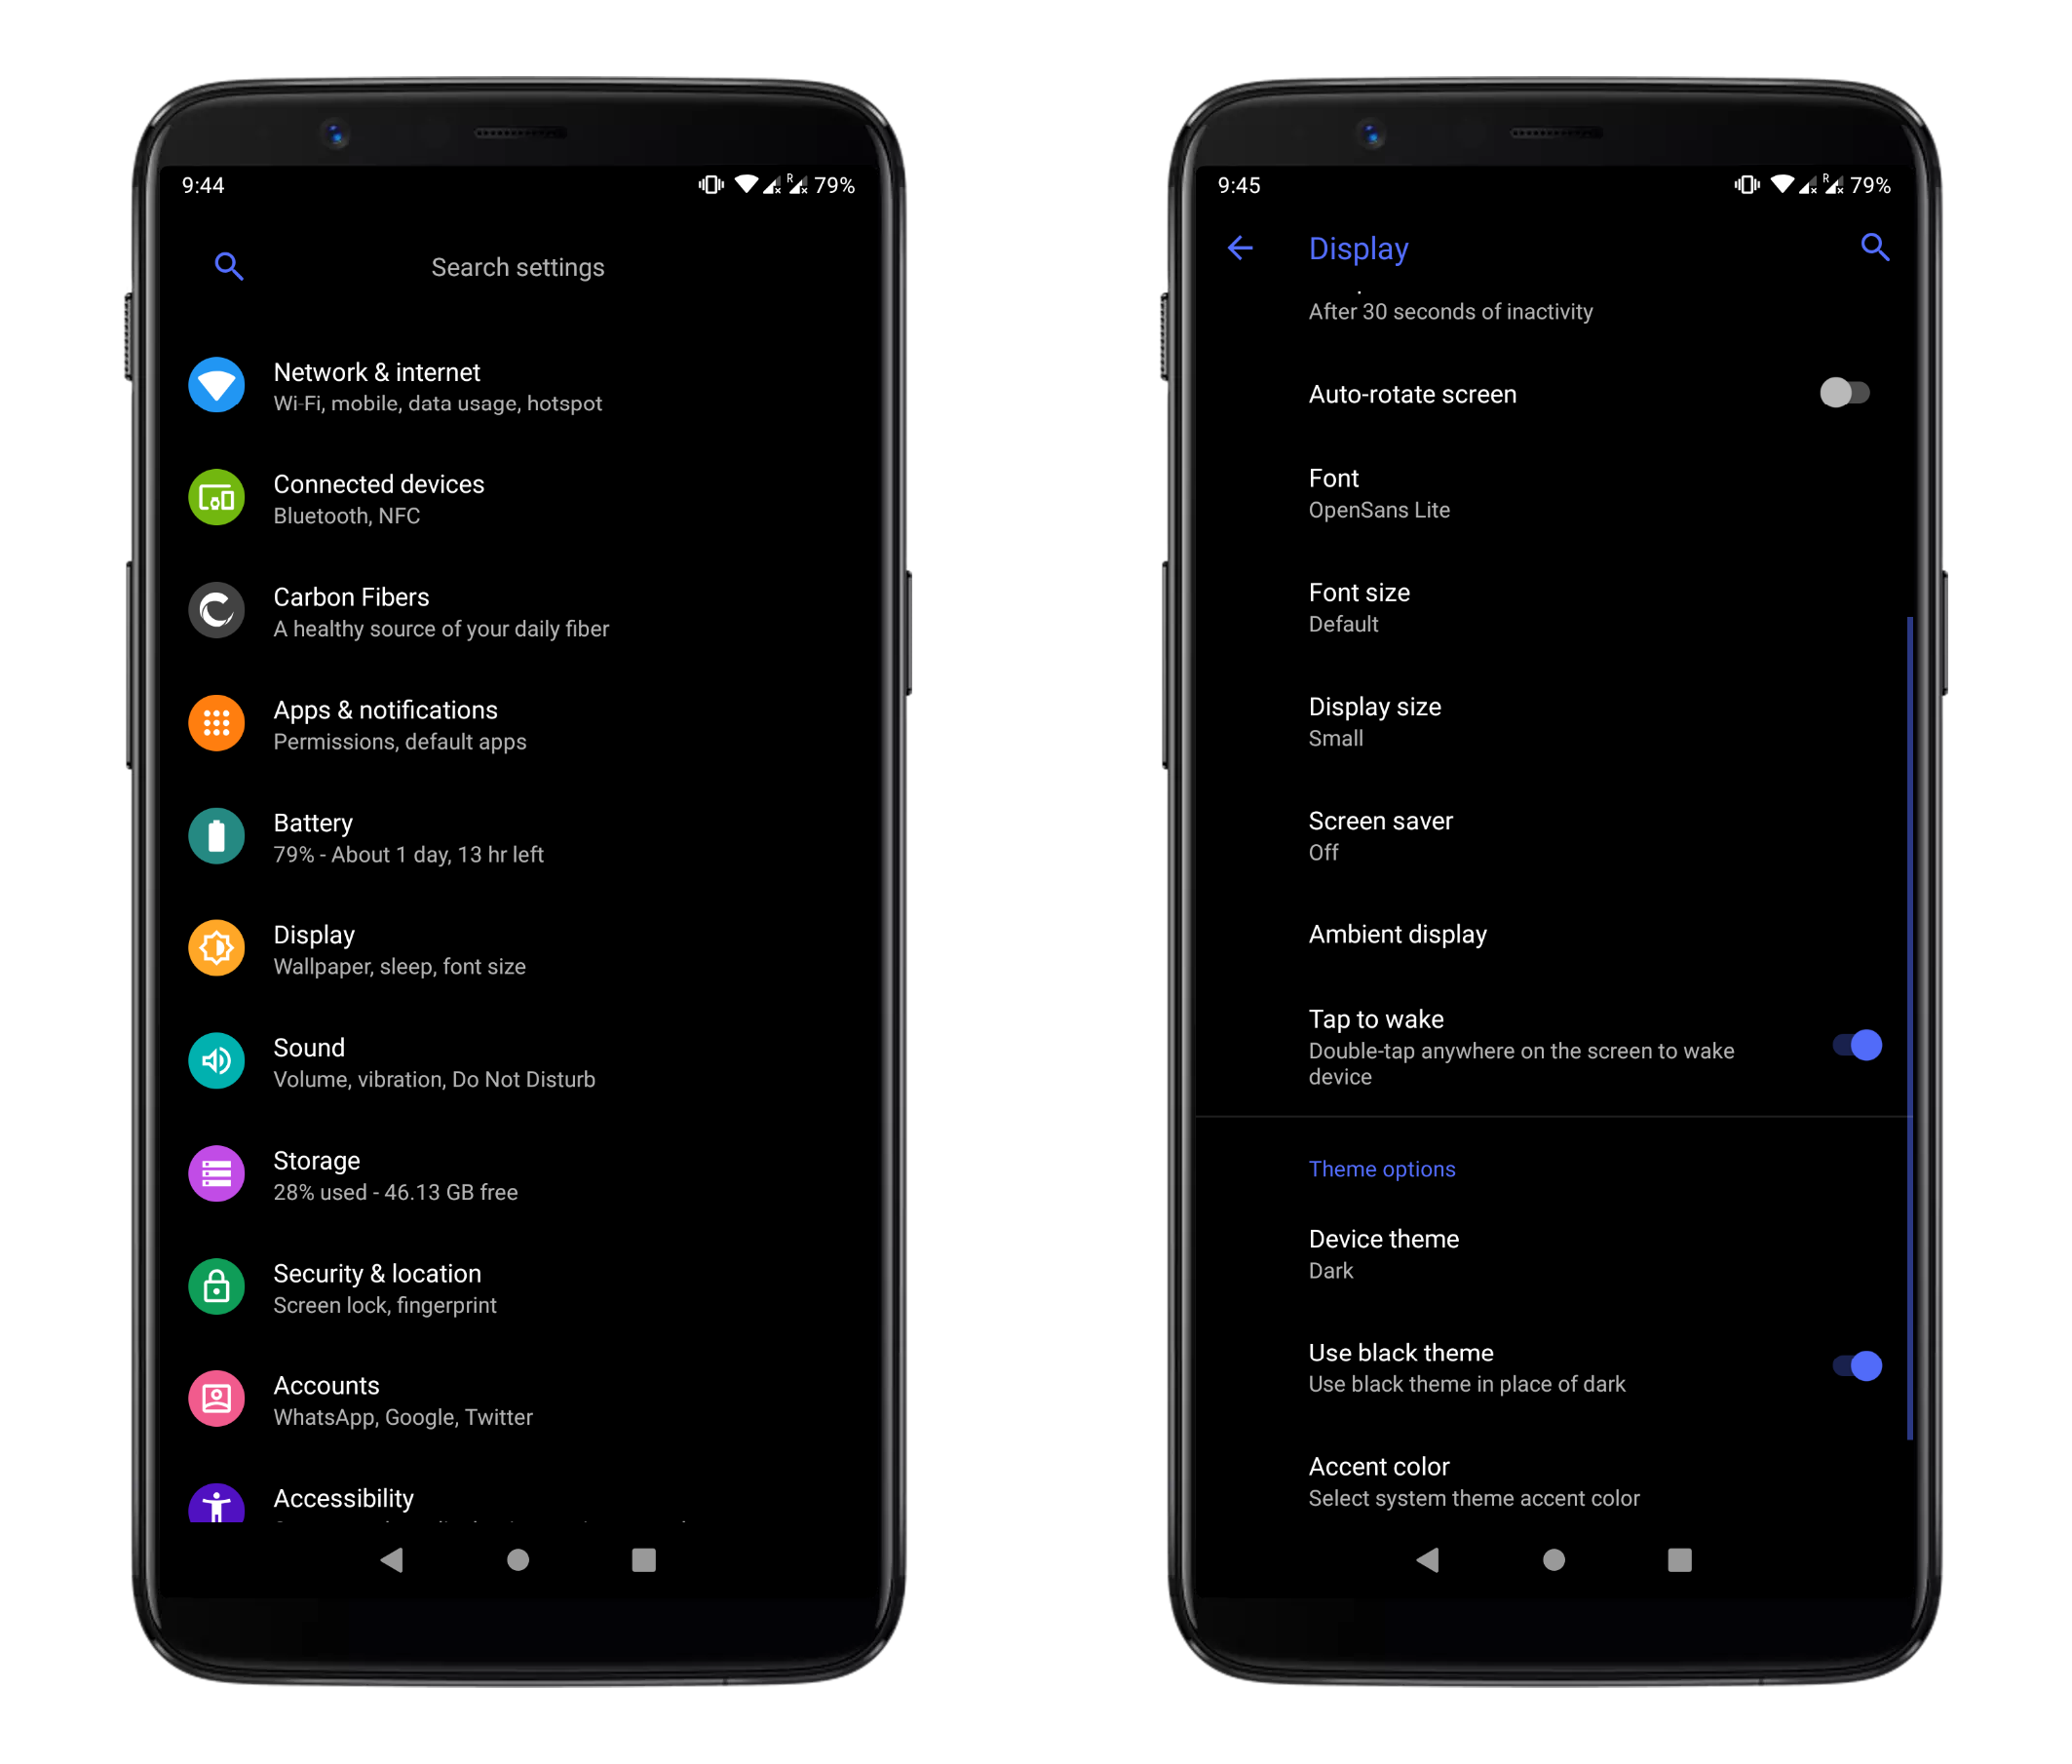 9:44
R
79%
Search settings
Network & internet
Wi-Fi, mobile, data usage, hotspot
Connected devices
Bluetooth, NFC
Carbon Fibers
A healthy source of your daily fiber
Apps & notifications
Permissions, default apps
Battery
79% - About 1 day, 13 hr left
Display
Wallpaper, sleep, font size
Sound
Volume, vibration, Do Not Disturb
Storage
28% used - 46.13 GB free
Security & location
Screen lock, fingerprint
Accounts
WhatsApp, Google, Twitter
Accessibility
9:45
R
79%
Display
After 30 seconds of inactivity
Auto-rotate screen
Font
OpenSans Lite
Font size
Default
Display size
Small
Screen saver
Off
Ambient display
Tap to wake
Double-tap anywhere on the screen to wake
device
Theme options
Device theme
Dark
Use black theme
Use black theme in place of dark
Accent color
Select system theme accent color